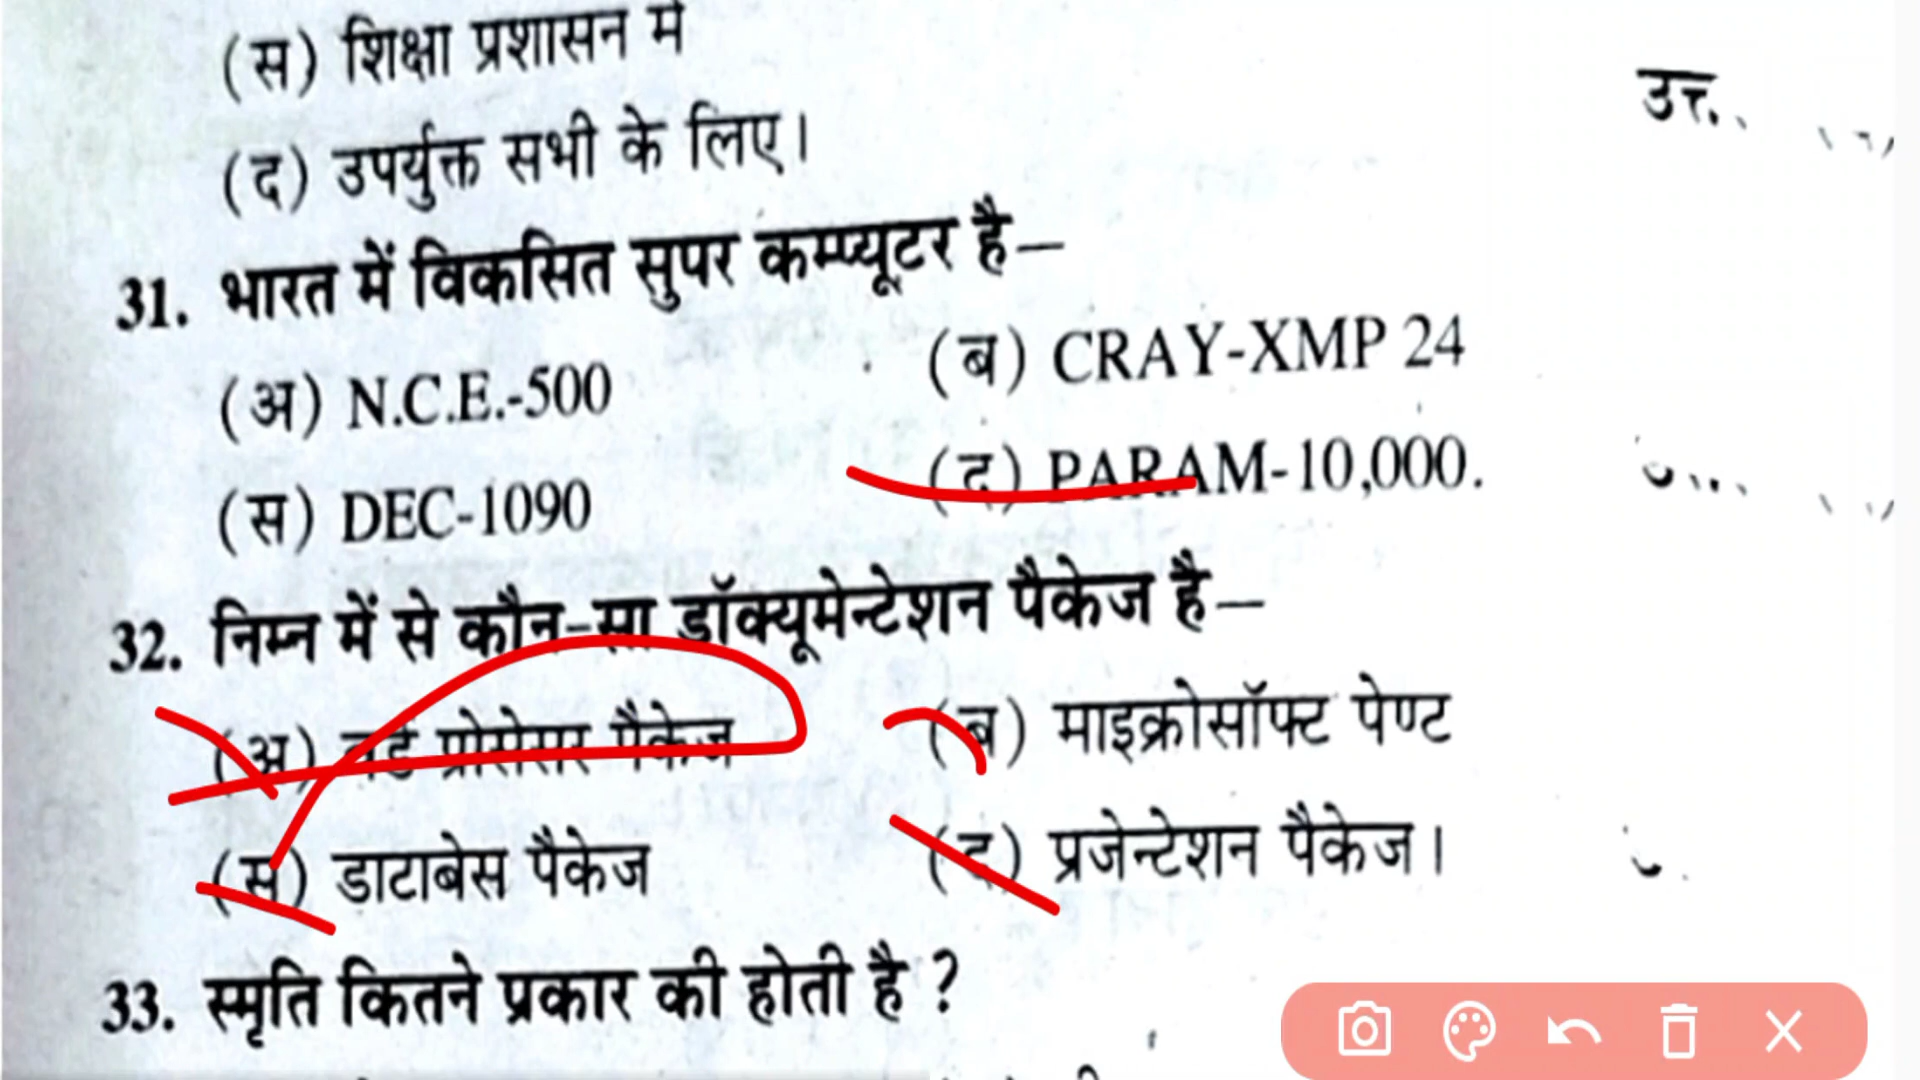 (स) शिक्षा प्रशासन में
उत्त.
(द) उपर्युक्त सभी के लिए।
31. भारत में विकसित सुपर कम्प्यूटर है—
(अ) N.C.E.-500 (ब) CRAY-XMP 24
(स) DEC-1090 (द) PARAM-10,000.
32. निम्न में से कौन-सा डॉक्यूमेन्टेशन पैकेज है—
(अ) वर्ड प्रोसेसर पैकेज (ब) माइक्रोसॉफ्ट पेण्ट
(स) डाटाबेस पैकेज (द) प्रजेन्टेशन पैकेज।
33. स्मृति कितने प्रकार की होती है ?